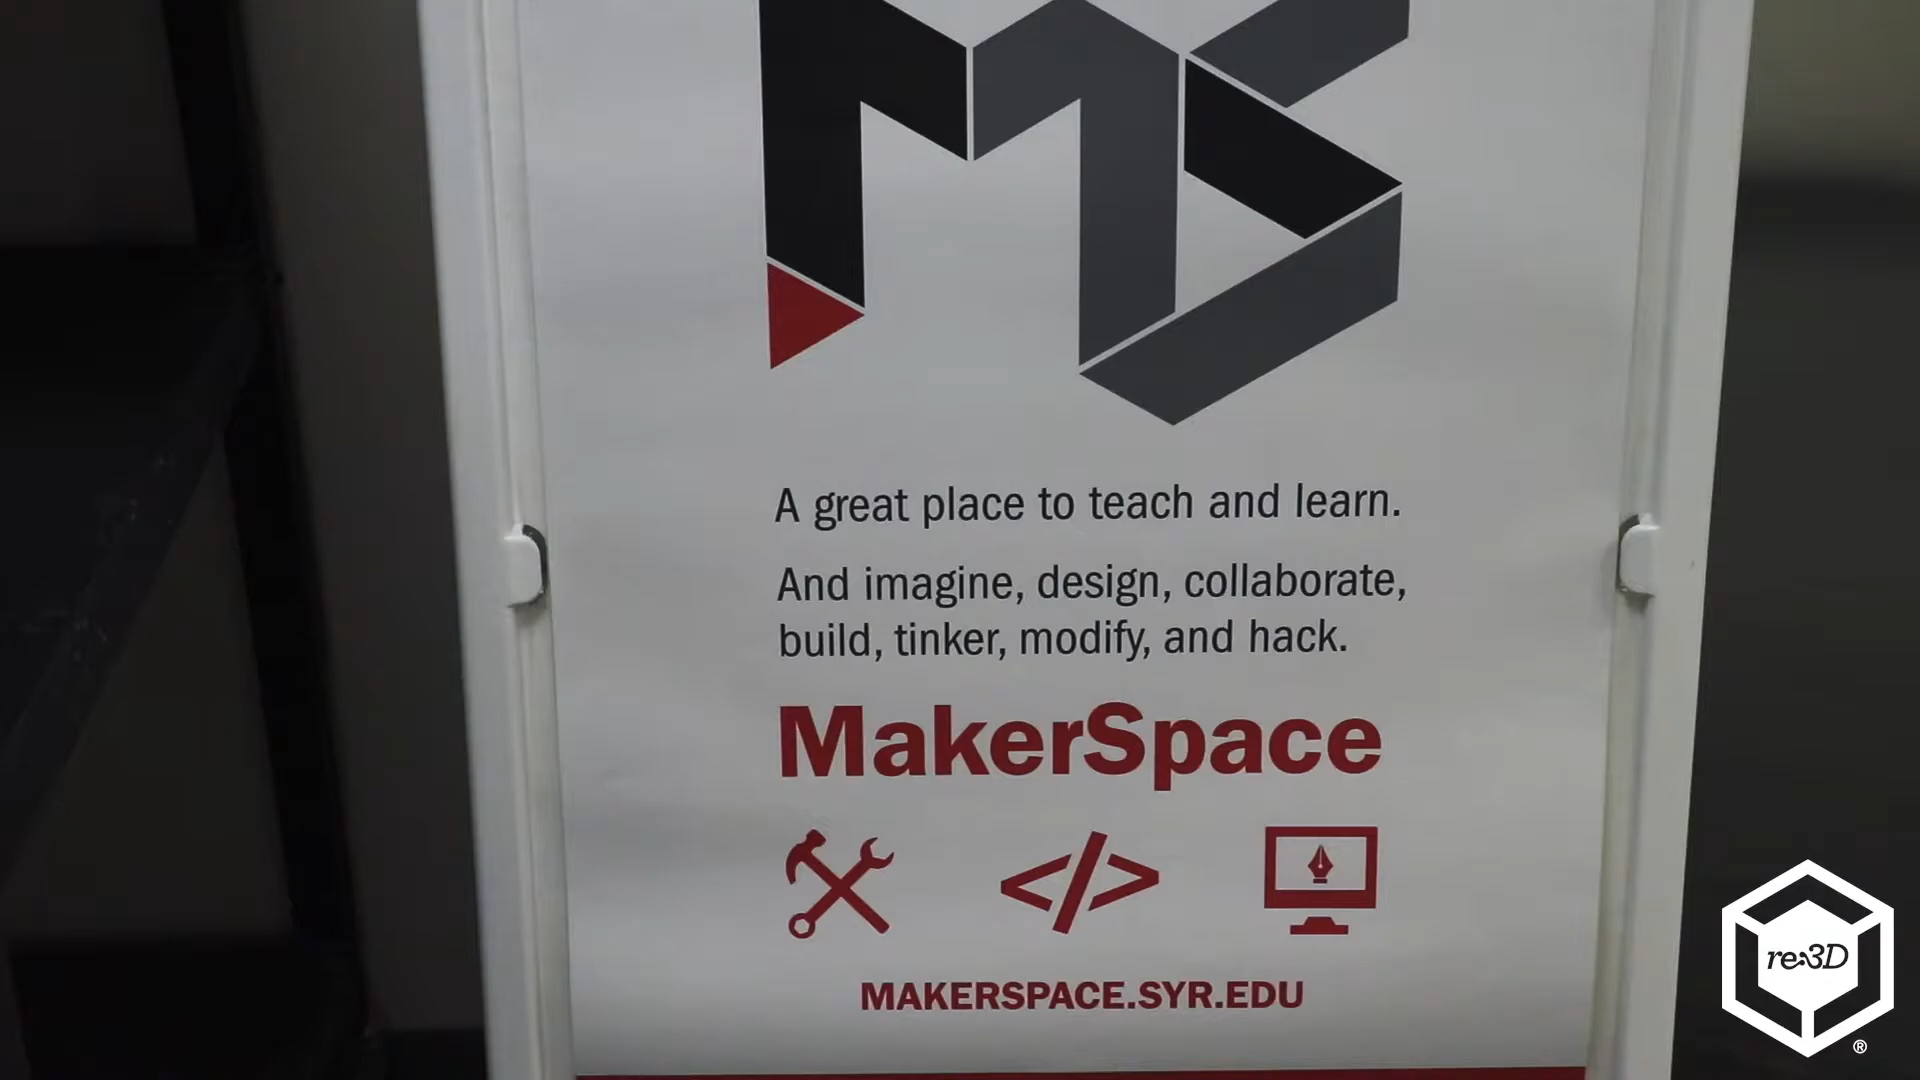 MS
A great place to teach and learn.
And imagine, design, collaborate,
build, tinker, modify, and hack.
MakerSpace
</>
MAKERSPACE.SYR.EDU
re:3D
®